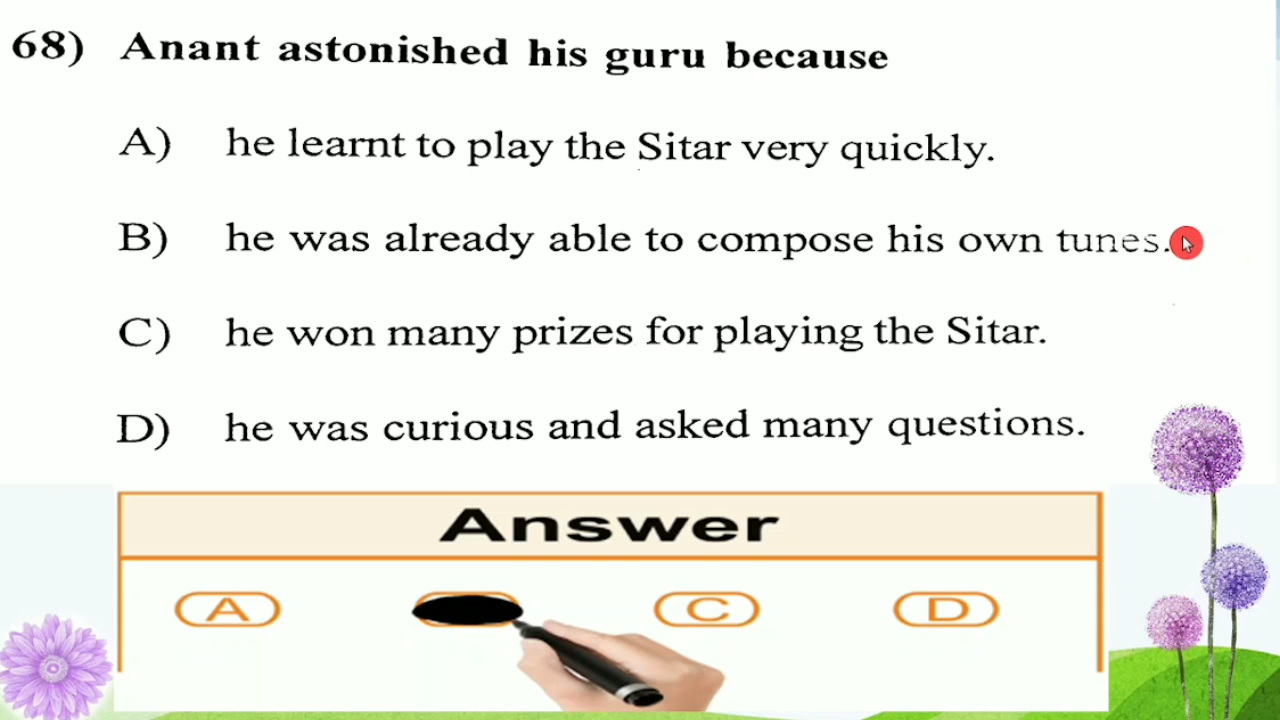 68) Anant astonished his guru because
A) he learnt to play the Sitar very quickly.
B) he was already able to compose his own tunes.
C) he won many prizes for playing the Sitar.
D) he was curious and asked many questions.
Answer
A C D